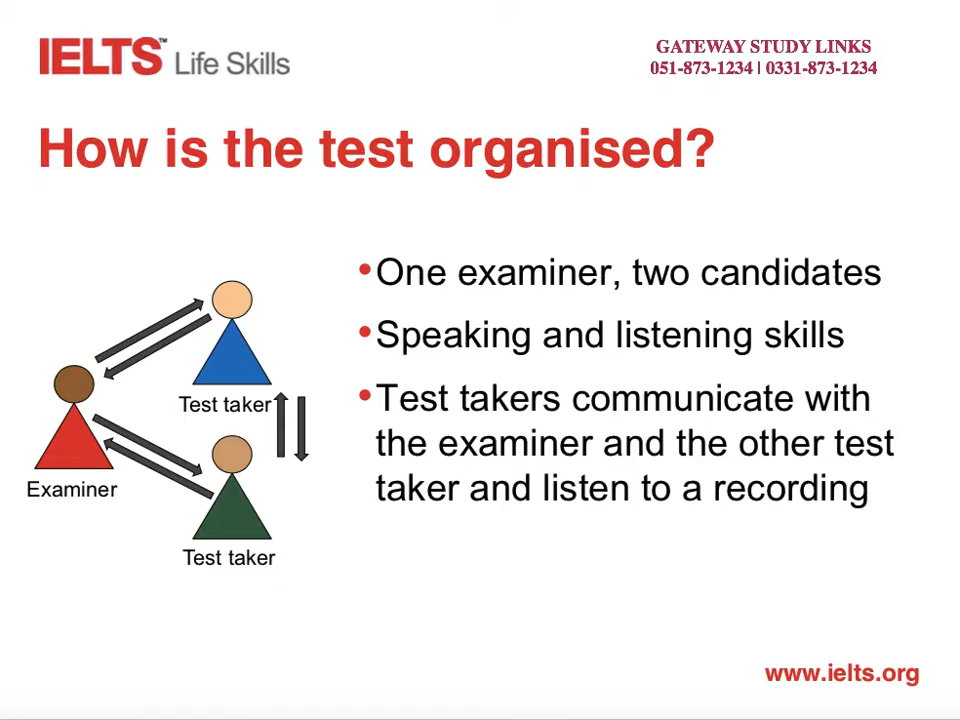 IELTS™ Life Skills
GATEWAY STUDY LINKS
051-873-1234 | 0331-873-1234
How is the test organised?
•One examiner, two candidates
•Speaking and listening skills
•Test takers communicate with
the examiner and the other test
taker and listen to a recording
Test taker
Examiner
Test taker
www.ielts.org